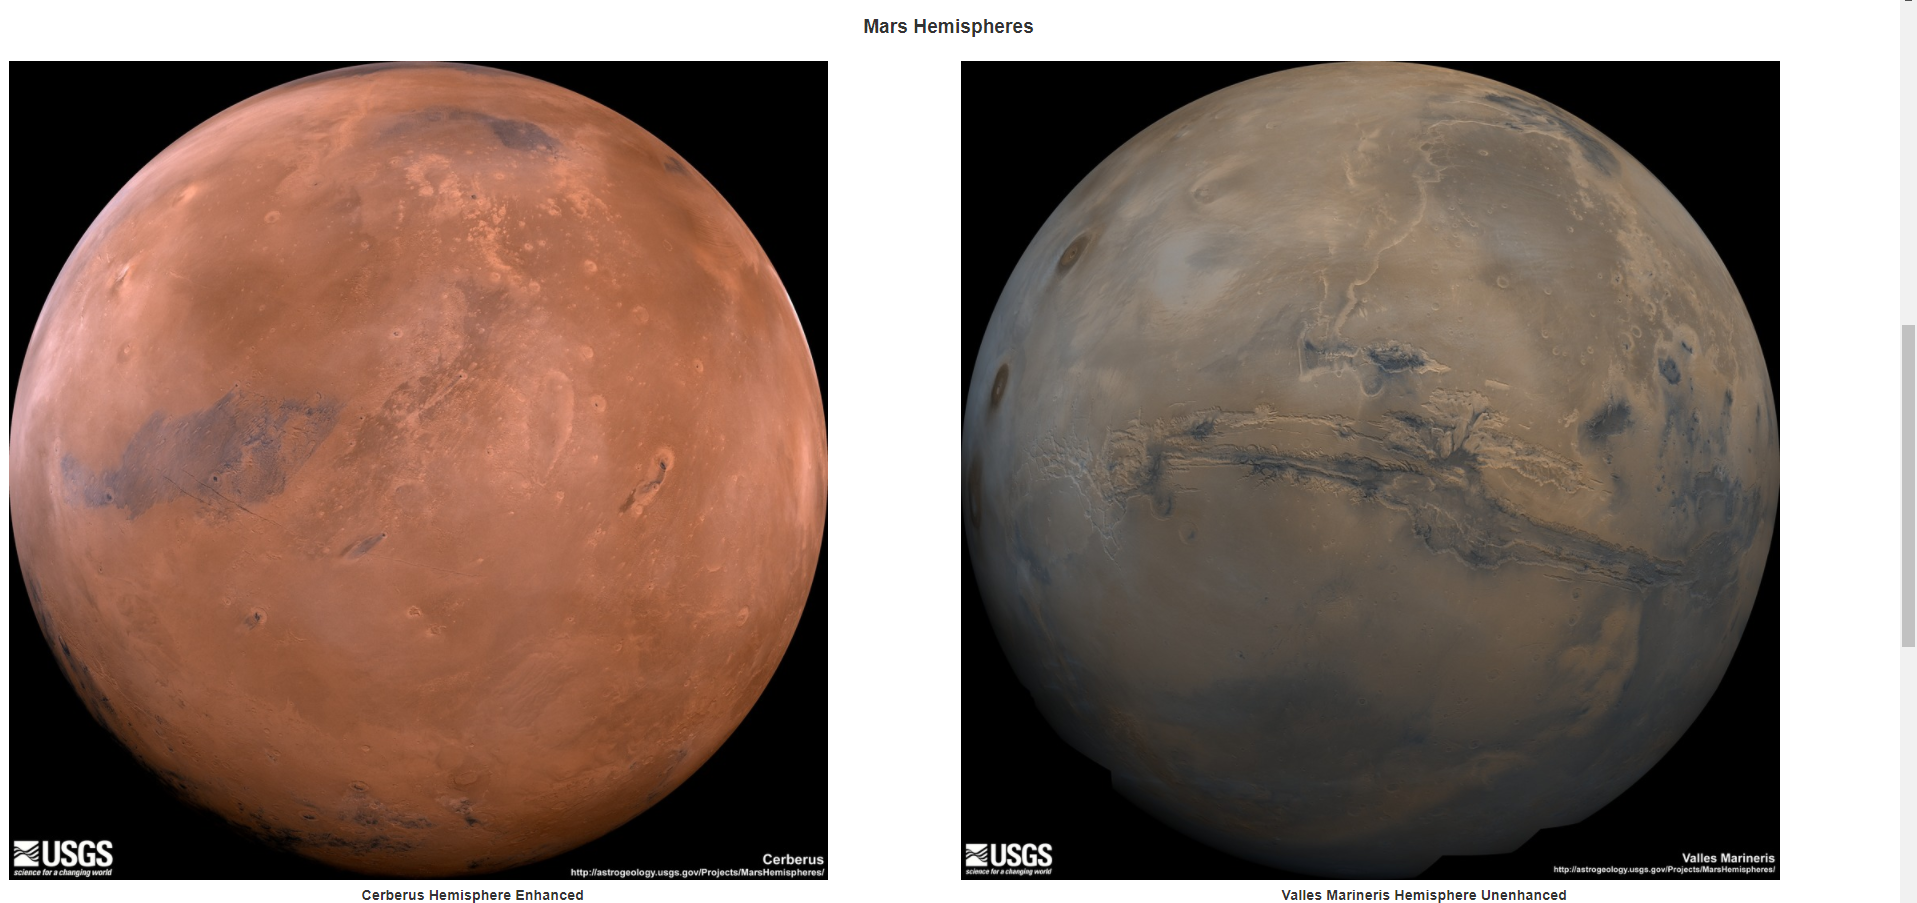 Mars Hemispheres
USGS
science for a changing world
Cerberus
http://astrogeology.usgs.gov/Projects/MarsHemispheres/
Cerberus Hemisphere Enhanced
USGS
science for a changing world
Valles Marineris
http://astrogeology.usgs.gov/Projects/MarsHemispheres/
Valles Marineris Hemisphere Unenhanced